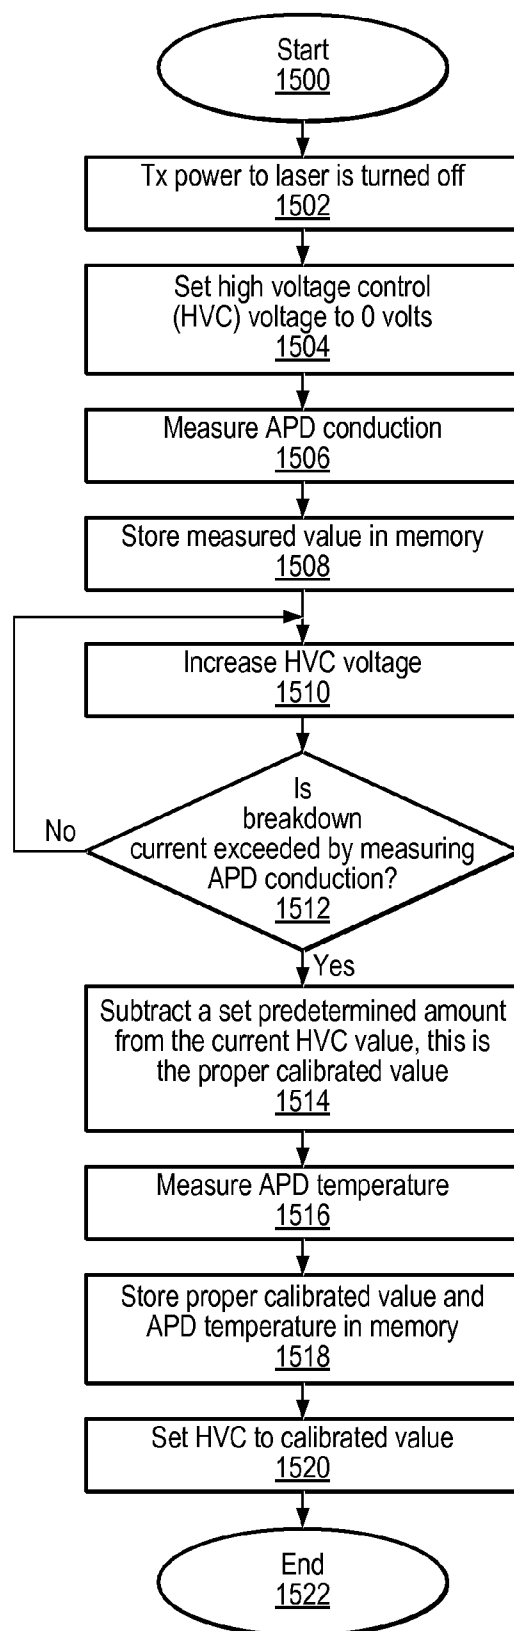 Start
1500
Tx power to laser is turned off
1502
Set high voltage control
(HVC) voltage to 0 volts
1504
Measure APD conduction
1506
Store measured value in memory
1508
Increase HVC voltage
1510
Is
breakdown
current exceeded by measuring
APD conduction?
1512
No
Yes
Subtract a set predetermined amount
from the current HVC value, this is
the proper calibrated value
1514
Measure APD temperature
1516
Store proper calibrated value and
APD temperature in memory
1518
Set HVC to calibrated value
1520
End
1522